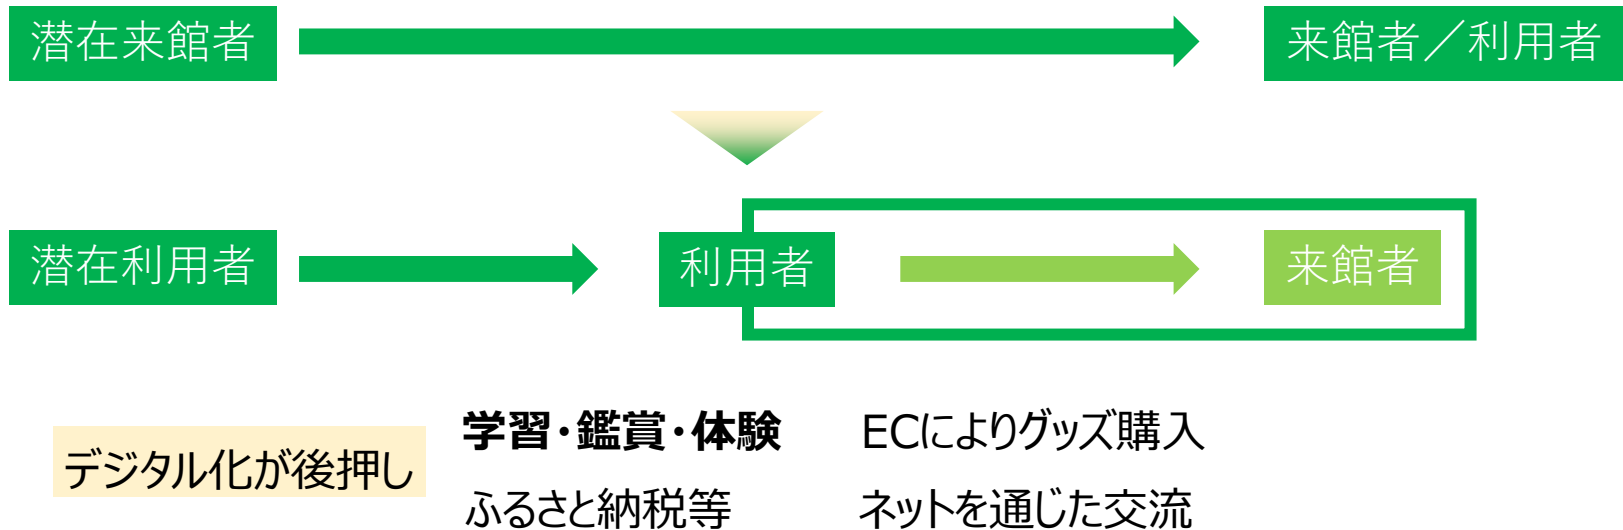 潜在来館者
来館者／利用者
潜在利用者
利用者
来館者
デジタル化が後押し
学習・鑑賞・体験
ECによりグッズ購入
ふるさと納税等
ネットを通じた交流